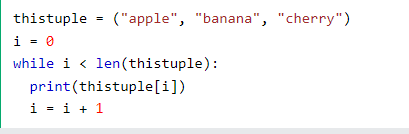 thistuple = ("apple", "banana", "cherry")
i = 0
while i < len(thistuple):
  print(thistuple[i])
  i = i + 1